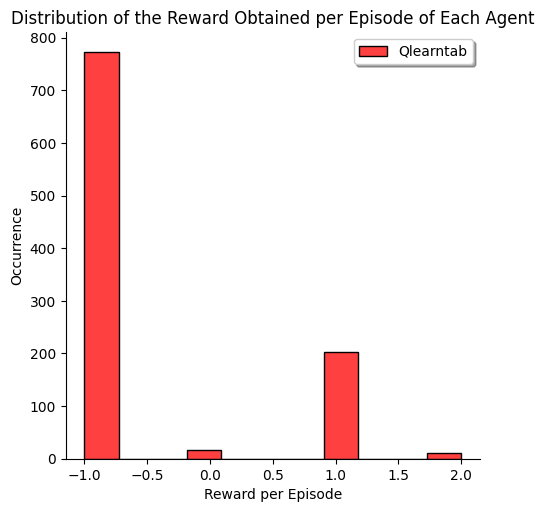 Distribution of the Reward Obtained per Episode of Each Agent
Qlearntab
800
700
600
500
400
300
200
100
0
Occurrence
−1.0 −0.5 0.0 0.5 1.0 1.5 2.0
Reward per Episode